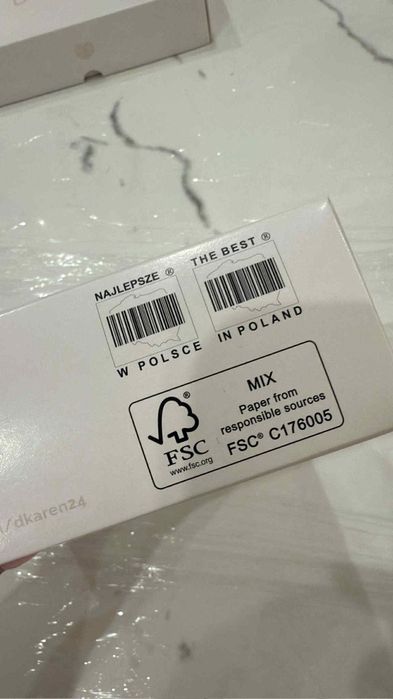 NAJLEPSZE ®
W POLSCE
THE BEST ®
IN POLAND
®
FSC
www.fsc.org
MIX
Paper from
responsible sources
FSC® C176005
/dkaren24